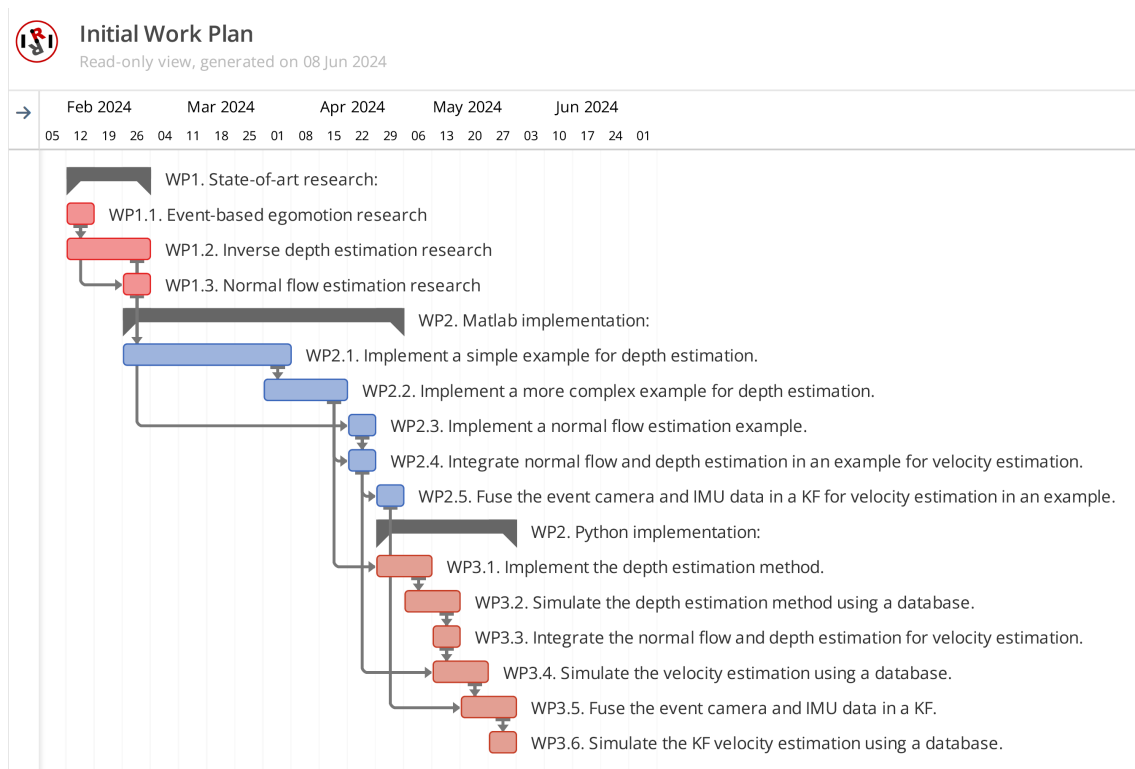 Initial Work Plan
Read-only view, generated on 08 Jun 2024
Feb 2024 Mar 2024 Apr 2024 May 2024 Jun 2024
05 12 19 26 04 11 18 25 01 08 15 22 29 06 13 20 27 03 10 17 24 01
WP1. State-of-art research:
WP1.1. Event-based egomotion research
WP1.2. Inverse depth estimation research
WP1.3. Normal flow estimation research
WP2. Matlab implementation:
WP2.1. Implement a simple example for depth estimation.
WP2.2. Implement a more complex example for depth estimation.
WP2.3. Implement a normal flow estimation example.
WP2.4. Integrate normal flow and depth estimation in an example for velocity estimation.
WP2.5. Fuse the event camera and IMU data in a KF for velocity estimation in an example.
WP2. Python implementation:
WP3.1. Implement the depth estimation method.
WP3.2. Simulate the depth estimation method using a database.
WP3.3. Integrate the normal flow and depth estimation for velocity estimation.
WP3.4. Simulate the velocity estimation using a database.
WP3.5. Fuse the event camera and IMU data in a KF.
WP3.6. Simulate the KF velocity estimation using a database.